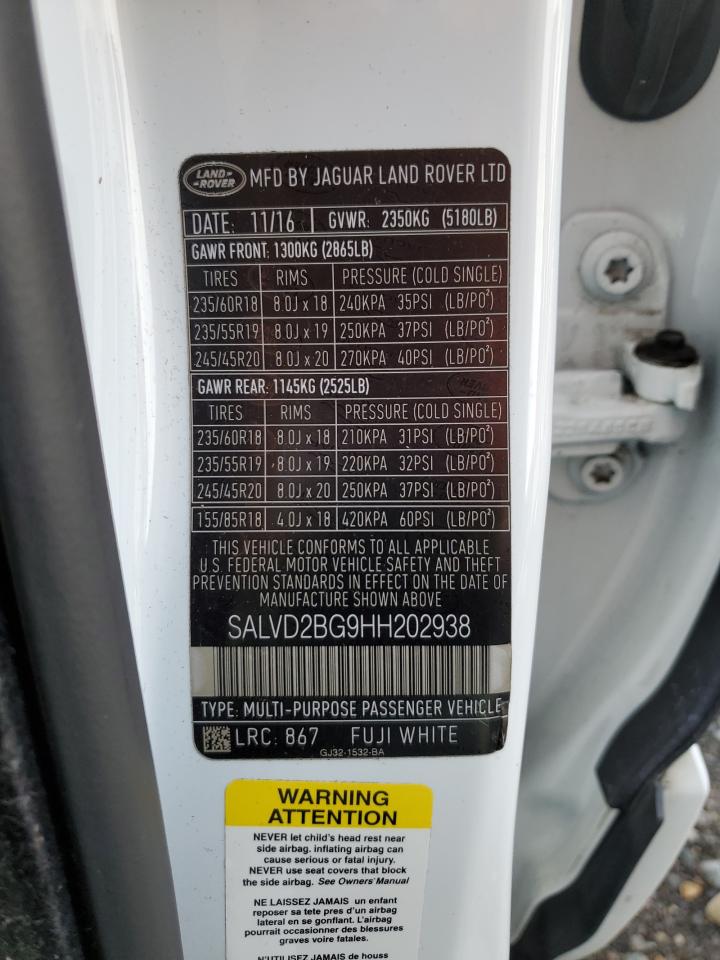 LAND ROVER MFD BY JAGUAR LAND ROVER LTD
DATE: 11/16 GVWR: 2350KG (5180LB)
GAWR FRONT: 1300KG (2865LB)
TIRES RIMS PRESSURE (COLD SINGLE)
235/60R18 8.0J x 18 240KPA 35PSI (LB/PO²)
235/55R19 8.0J x 19 250KPA 37PSI (LB/PO²)
245/45R20 8.0J x 20 270KPA 40PSI (LB/PO²)
GAWR REAR: 1145KG (2525LB)
TIRES RIMS PRESSURE (COLD SINGLE)
235/60R18 8.0J x 18 210KPA 31PSI (LB/PO²)
235/55R19 8.0J x 19 220KPA 32PSI (LB/PO²)
245/45R20 8.0J x 20 250KPA 37PSI (LB/PO²)
155/85R18 4.0J x 18 420KPA 60PSI (LB/PO²)
THIS VEHICLE CONFORMS TO ALL APPLICABLE
U.S. FEDERAL MOTOR VEHICLE SAFETY AND THEFT
PREVENTION STANDARDS IN EFFECT ON THE DATE OF
MANUFACTURE SHOWN ABOVE
SALVD2BG9HH202938
TYPE: MULTI-PURPOSE PASSENGER VEHICLE
LRC: 867 FUJI WHITE
GJ32-1532-BA
WARNING
ATTENTION
NEVER let child's head rest near
side airbag. inflating airbag can
cause serious or fatal injury.
NEVER use seat covers that block
the side airbag. See Owners' Manual
NE LAISSEZ JAMAIS un enfant
reposer sa tete pres d'un airbag
lateral en se gonflant. L'airbag
pourrait occasionner des blessures
graves voire fatales.
N'UTILISEZ JAMAIS de houss